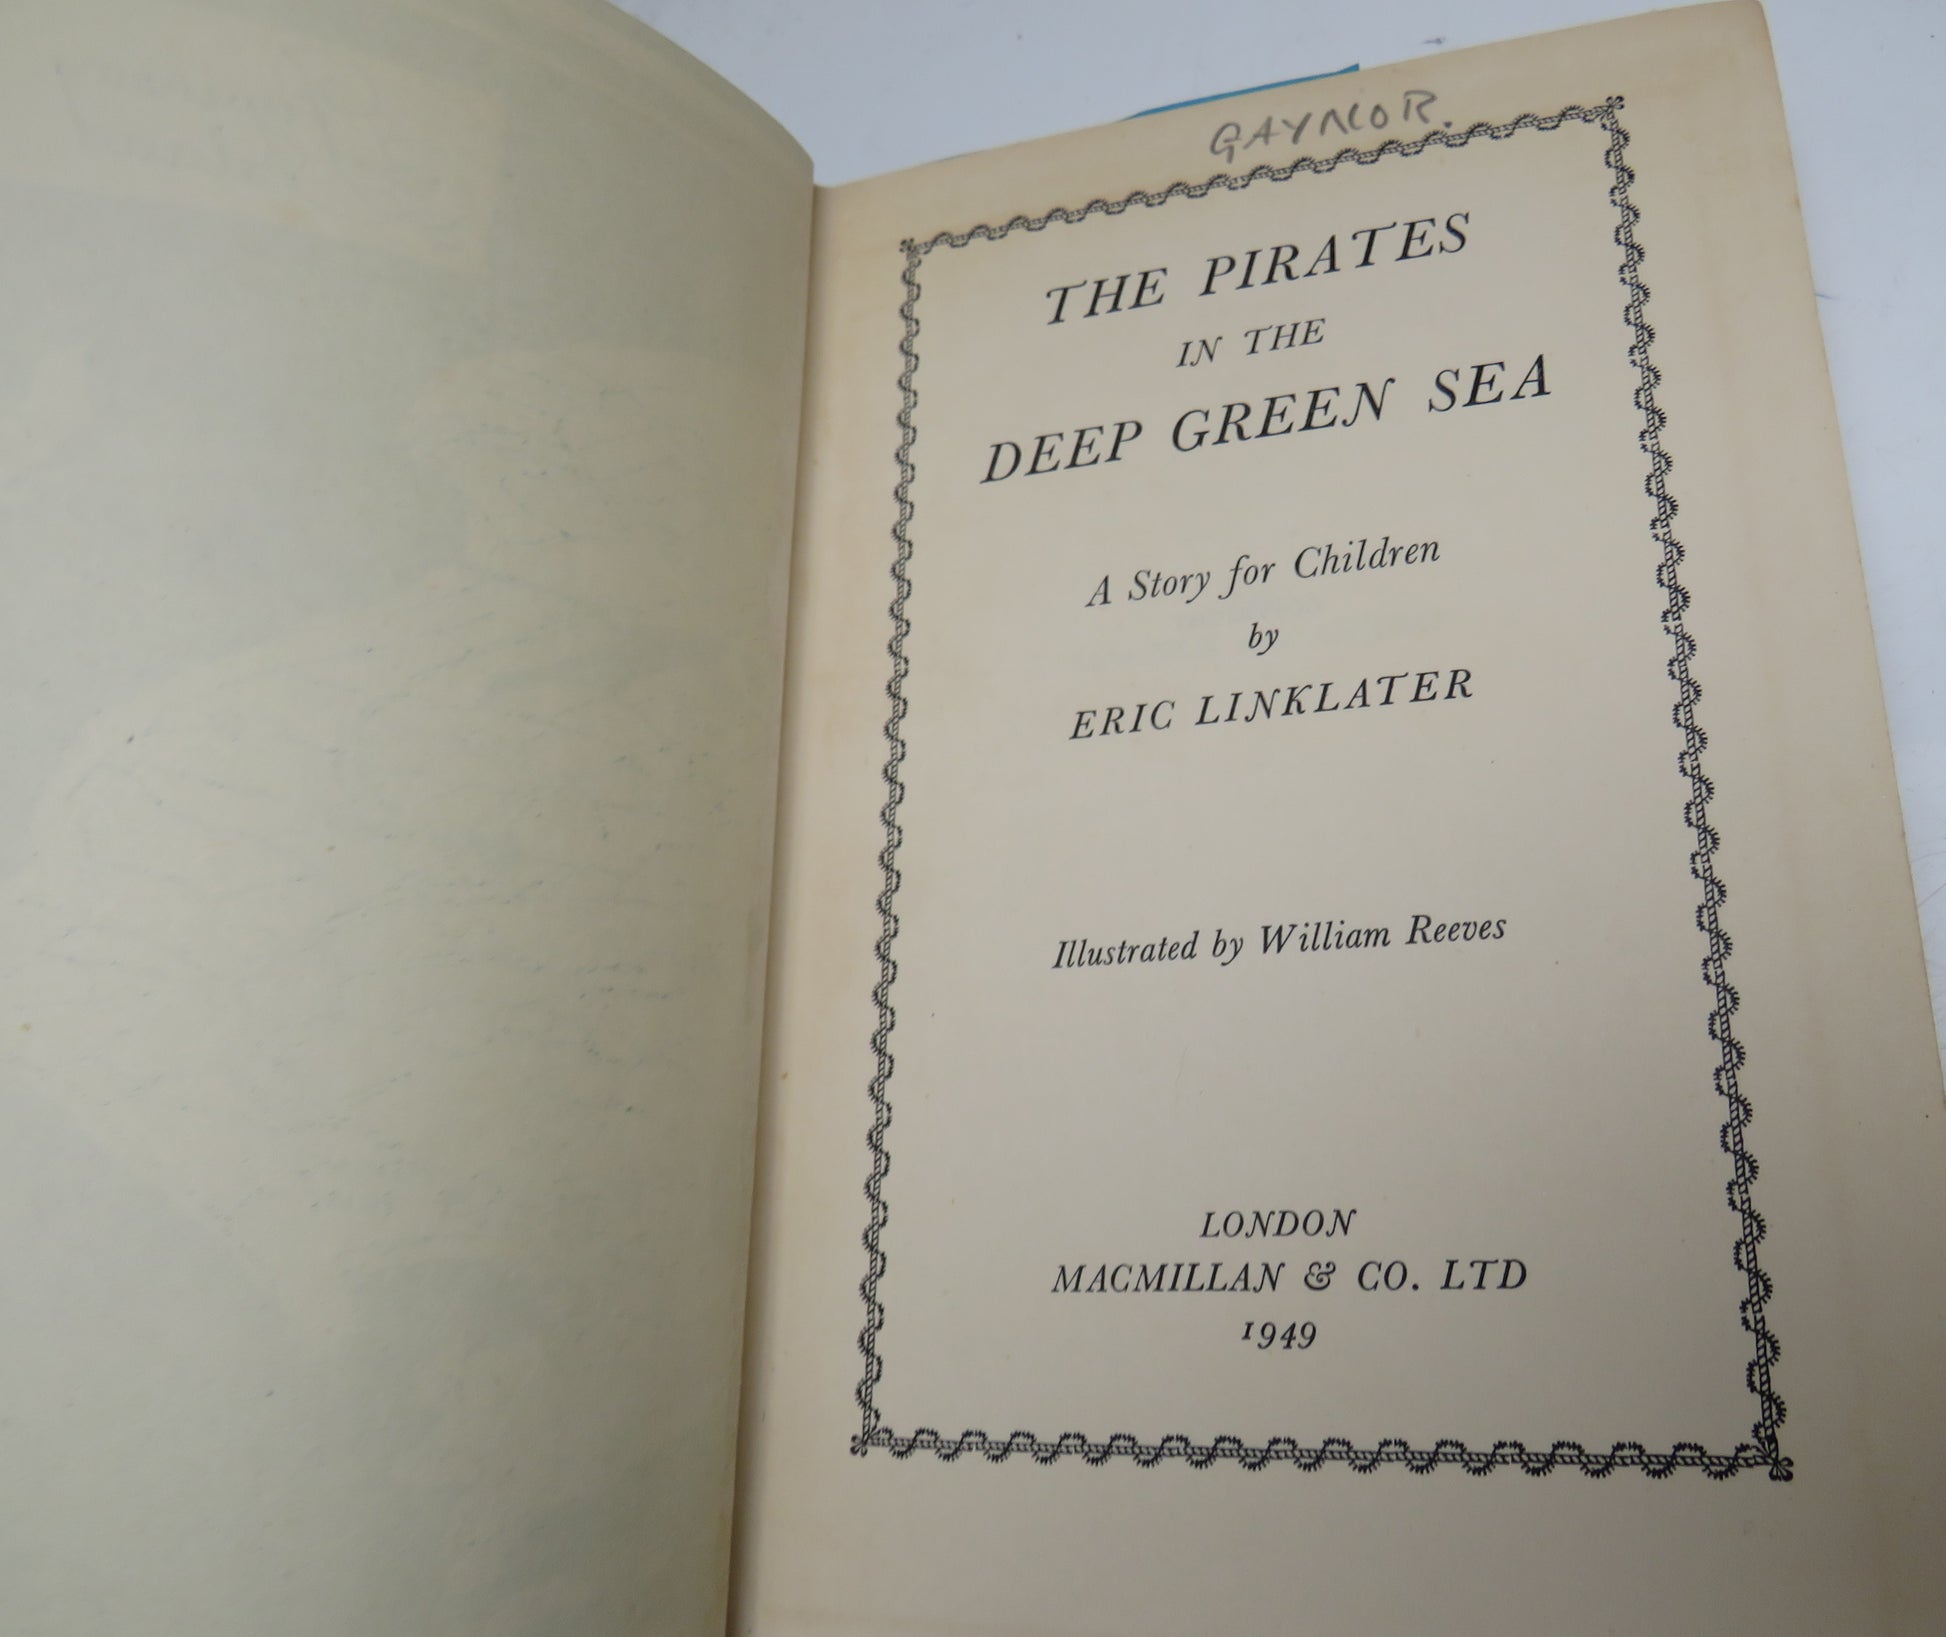 GAYNOR.
THE PIRATES
IN THE
DEEP GREEN SEA
A Story for Children
by
ERIC LINKLATER
Illustrated by William Reeves
LONDON
MACMILLAN & CO. LTD
1949